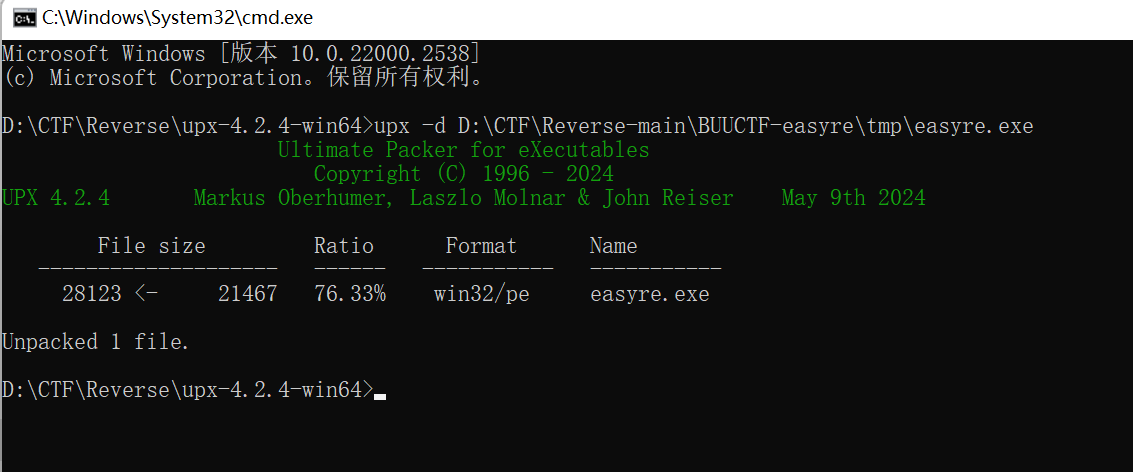 C:\Windows\System32\cmd.exe
Microsoft Windows [版本 10.0.22000.2538]
(c) Microsoft Corporation。保留所有权利。
D:\CTF\Reverse\upx-4.2.4-win64>upx -d D:\CTF\Reverse-main\BUUCTF-easyre\tmp\easyre.exe
Ultimate Packer for eXecutables
Copyright (C) 1996 - 2024
UPX 4.2.4 Markus Oberhumer, Laszlo Molnar & John Reiser May 9th 2024
File size Ratio Format Name
-------------------- ------ ----------- -----------
28123 <- 21467 76.33% win32/pe easyre.exe
Unpacked 1 file.
D:\CTF\Reverse\upx-4.2.4-win64>